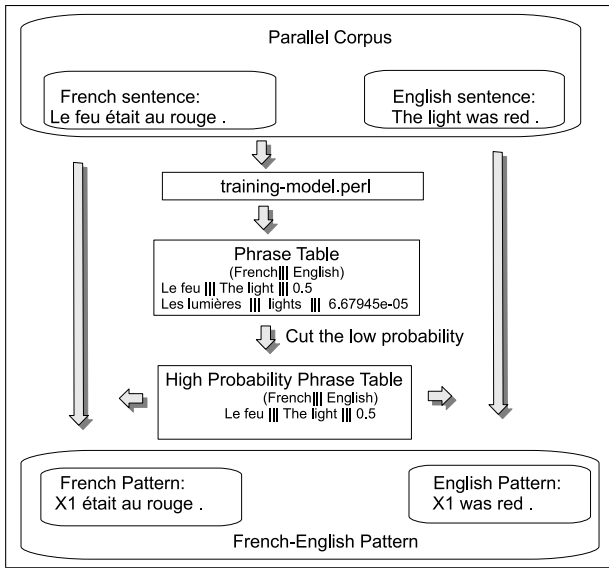 Parallel Corpus
French sentence:
Le feu était au rouge .
English sentence:
The light was red .
training-model.perl
Phrase Table
(French||| English)
Le feu ||| The light ||| 0.5
Les lumières ||| lights ||| 6.67945e-05
Cut the low probability
High Probability Phrase Table
(French||| English)
Le feu ||| The light ||| 0.5
French Pattern:
X1 était au rouge .
English Pattern:
X1 was red .
French-English Pattern